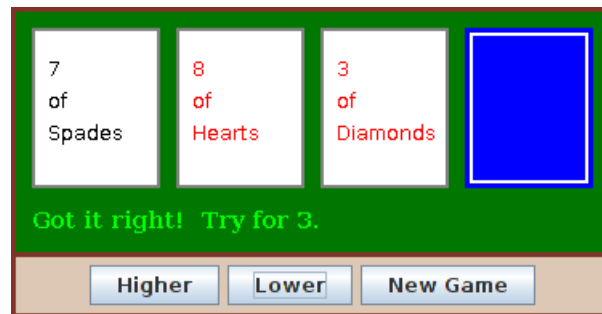 7
of
Spades
8
of
Hearts
3
of
Diamonds
Got it right!  Try for 3.
Higher
Lower
New Game